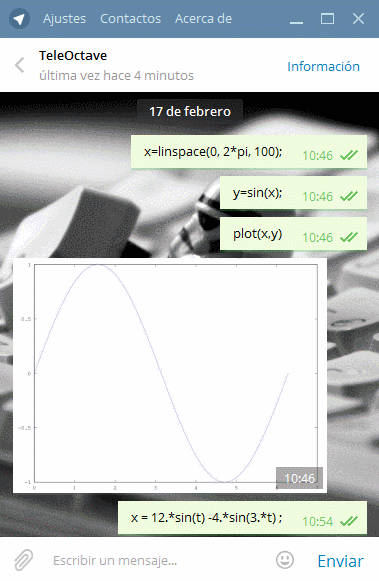 Ajustes Contactos Acerca de
TeleOctave
última vez hace 4 minutos
Información
17 de febrero
x=linspace(0, 2*pi, 100); 10:46
y=sin(x); 10:46
plot(x,y) 10:46
1
0.5
0
-0.5
-1
0 1 2 3 4 5
10:46
x = 12.*sin(t) -4.*sin(3.*t) ; 10:54
Escribir un mensaje...
Enviar